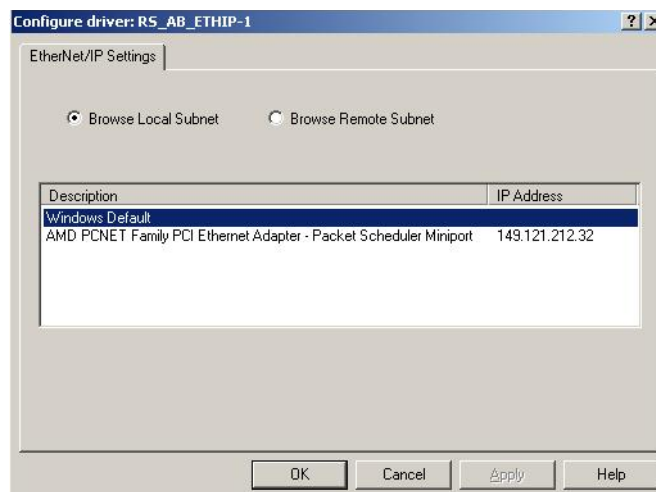 Configure driver: RS_AB_ETHIP-1
EtherNet/IP Settings
Browse Local Subnet Browse Remote Subnet
Description IP Address
Windows Default
AMD PCNET Family PCI Ethernet Adapter - Packet Scheduler Miniport 149.121.212.32
OK Cancel Apply Help